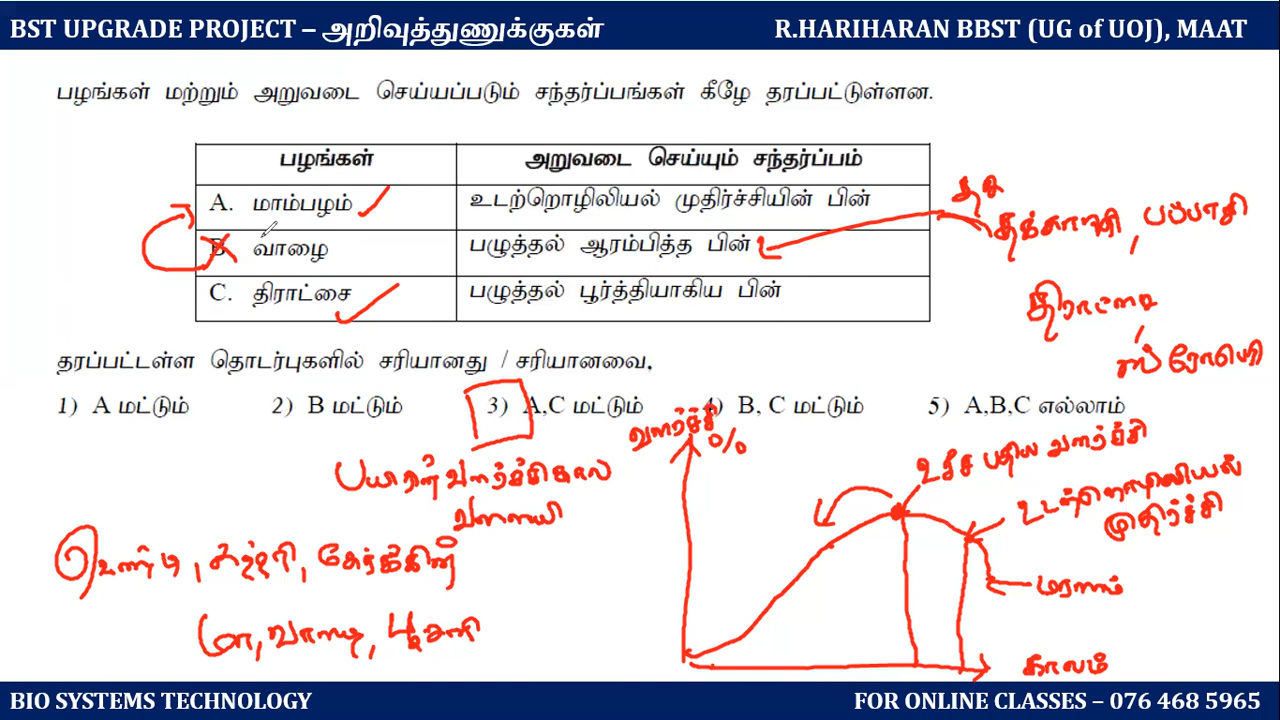 BST UPGRADE PROJECT – அறிவுத்துணுக்குகள்
R.HARIHARAN BBST (UG of UOJ), MAAT
பழங்கள் மற்றும் அறுவடை செய்யப்படும் சந்தர்ப்பங்கள் கீழே தரப்பட்டுள்ளன.
பழங்கள் அறுவடை செய்யும் சந்தர்ப்பம்
A. மாம்பழம் உடற்றொழிலியல் முதிர்ச்சியின் பின்
B. வாழை பழுத்தல் ஆரம்பித்த பின்
C. திராட்சை பழுத்தல் பூர்த்தியாகிய பின்
தக்காளி, பப்பாசி
திராட்சை
தரப்பட்டள்ள தொடர்புகளில் சரியானது / சரியானவை,
1) A மட்டும் 2) B மட்டும் 3) A,C மட்டும் 4) B, C மட்டும் 5) A,B,C எல்லாம்
வளர்ச்சி %
உச்ச பதிய வளர்ச்சி
பயிரின் வளர்ச்சிகால
வளையி
உடற்றொழிலியல்
முதிர்ச்சி
வெண்டி, கத்தரி,
மரணம்
மா, வாழை, பூசணி
காலம்
BIO SYSTEMS TECHNOLOGY
FOR ONLINE CLASSES – 076 468 5965